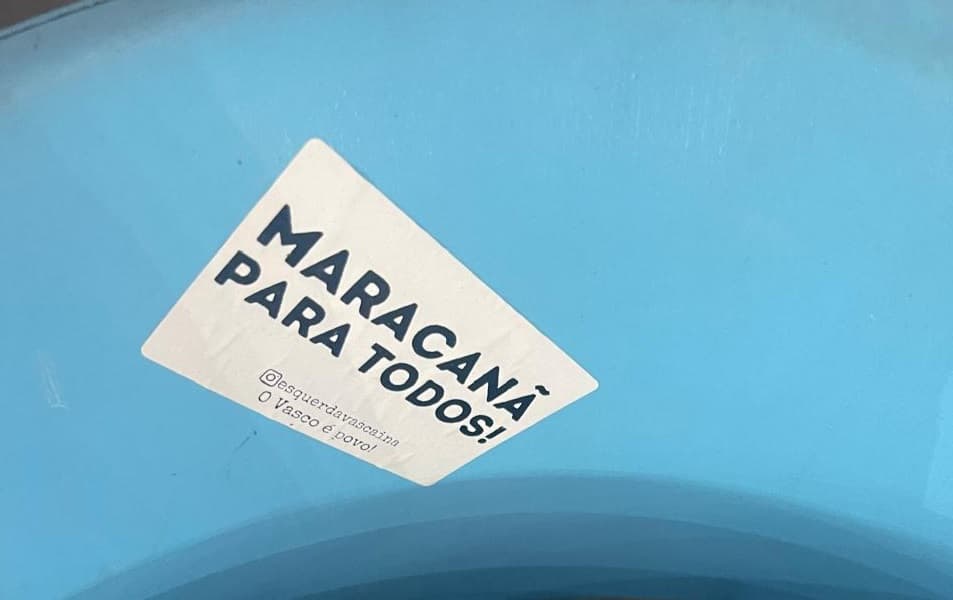 MARACANÃ
PARA TODOS!
@esquerdavascaina
O Vasco é povo!